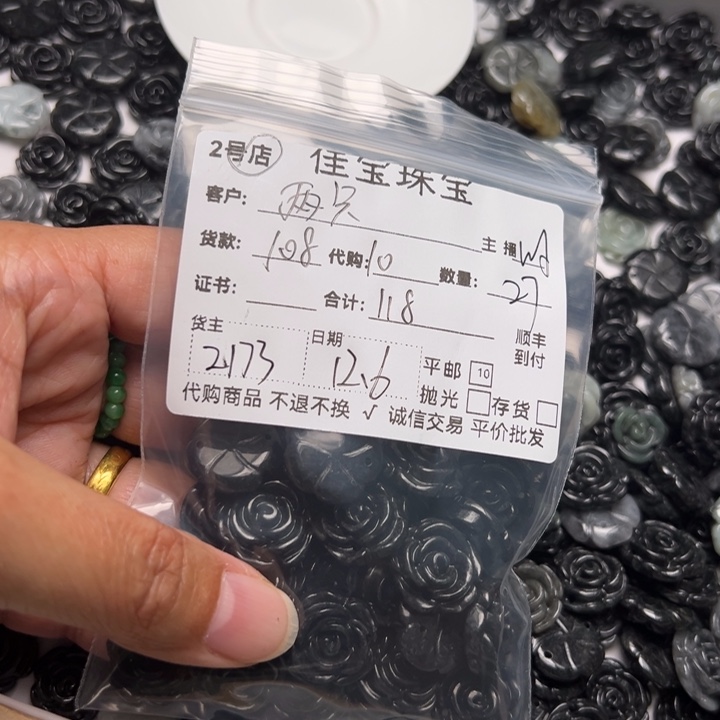 2号店 佳宝珠宝
客户: 两只 主播
货款: 108 代购: 10 数量: 27
证书: 合计: 118 顺丰到付
货主 2173 日期 12.6 平邮 10
抛光 存货
代购商品 不退不换 √ 诚信交易 平价批发